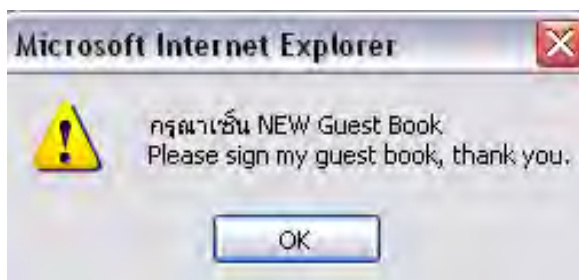 Microsoft Internet Explorer
กรุณาเซ็น NEW Guest Book
Please sign my guest book, thank you.
OK